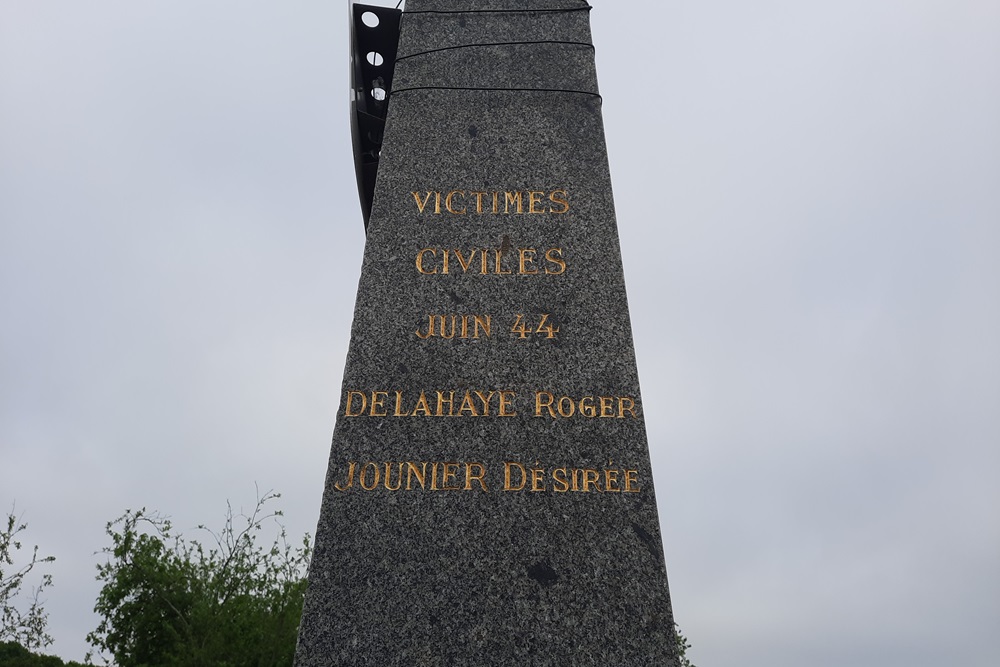 VICTIMES
CIVILES
JUIN 44
DELAHAYE ROGER
JOUNIER DÉSIRÉE